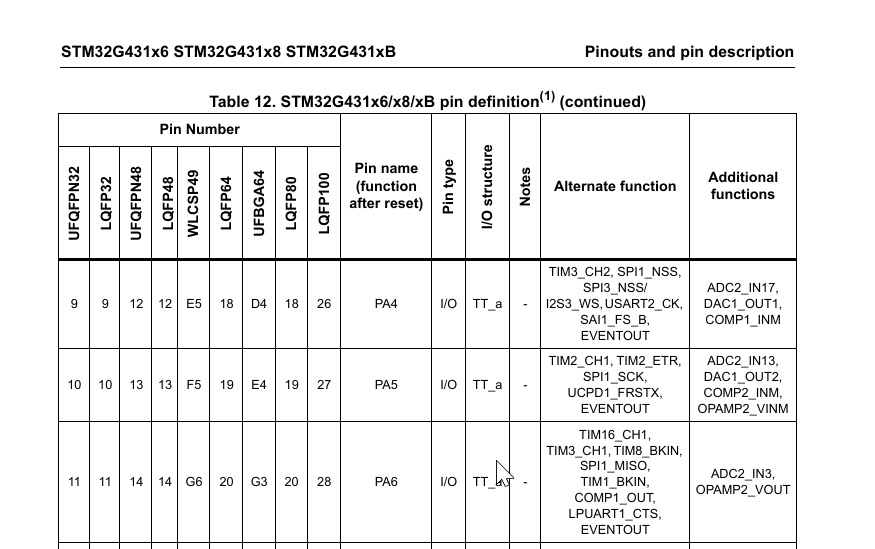 STM32G431x6 STM32G431x8 STM32G431xB
Pinouts and pin description
Table 12. STM32G431x6/x8/xB pin definition(1) (continued)
Pin Number
UFQFPN32
LQFP32
UFQFPN48
LQFP48
WLCSP49
LQFP64
UFBGA64
LQFP80
LQFP100
Pin name
(function
after reset)
Pin type
I/O structure
Notes
Alternate function
Additional
functions
9
9
12
12
E5
18
D4
18
26
PA4
I/O
TT_a
-
TIM3_CH2, SPI1_NSS,
SPI3_NSS/
I2S3_WS, USART2_CK,
SAI1_FS_B,
EVENTOUT
ADC2_IN17,
DAC1_OUT1,
COMP1_INM
10
10
13
13
F5
19
E4
19
27
PA5
I/O
TT_a
-
TIM2_CH1, TIM2_ETR,
SPI1_SCK,
UCPD1_FRSTX,
EVENTOUT
ADC2_IN13,
DAC1_OUT2,
COMP2_INM,
OPAMP2_VINM
11
11
14
14
G6
20
G3
20
28
PA6
I/O
TT_a
-
TIM16_CH1,
TIM3_CH1, TIM8_BKIN,
SPI1_MISO,
TIM1_BKIN,
COMP1_OUT,
LPUART1_CTS,
EVENTOUT
ADC2_IN3,
OPAMP2_VOUT